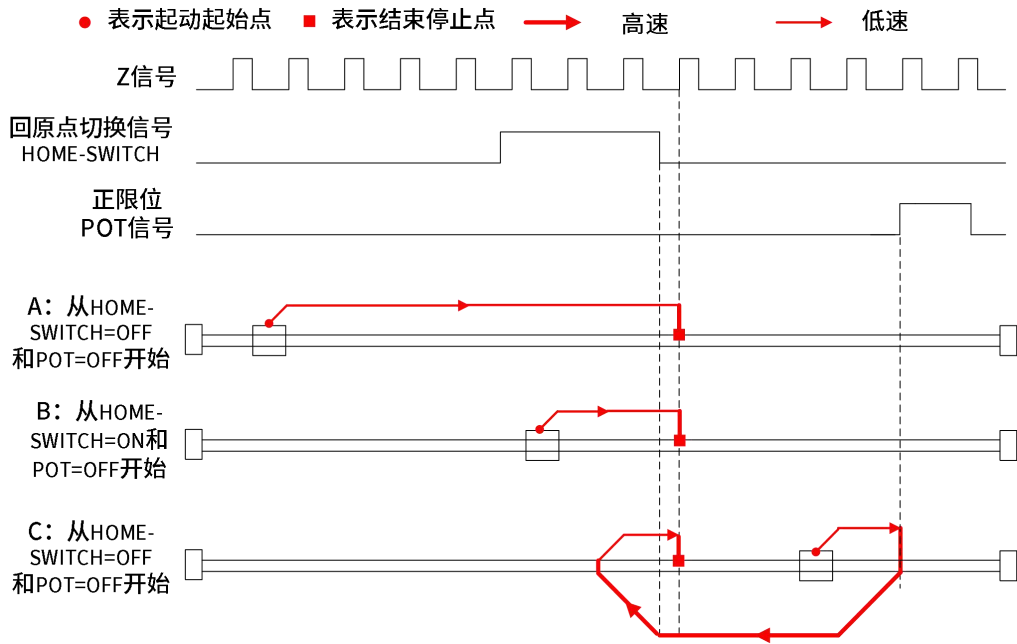 表示起动起始点 表示结束停止点 高速 低速
Z信号
回原点切换信号
HOME-SWITCH
正限位
POT信号
A：从HOME-
SWITCH=OFF
和POT=OFF开始
B：从HOME-
SWITCH=ON和
POT=OFF开始
C：从HOME-
SWITCH=OFF
和POT=OFF开始